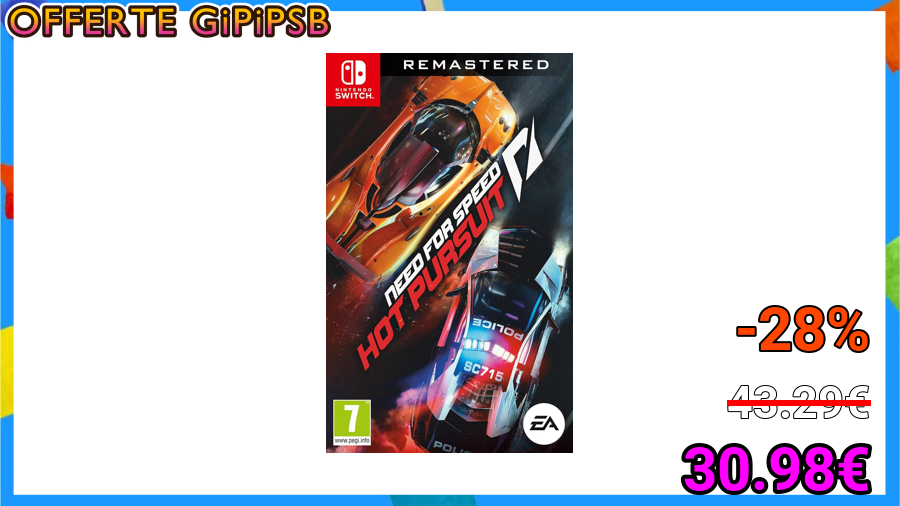 OFFERTE GiPiPSB
REMASTERED
NINTENDO
SWITCH.
NEED FOR SPEED
HOT PURSUIT
POLICE
SC715
7
www.pegi.info
EA
-28%
43.29€
30.98€